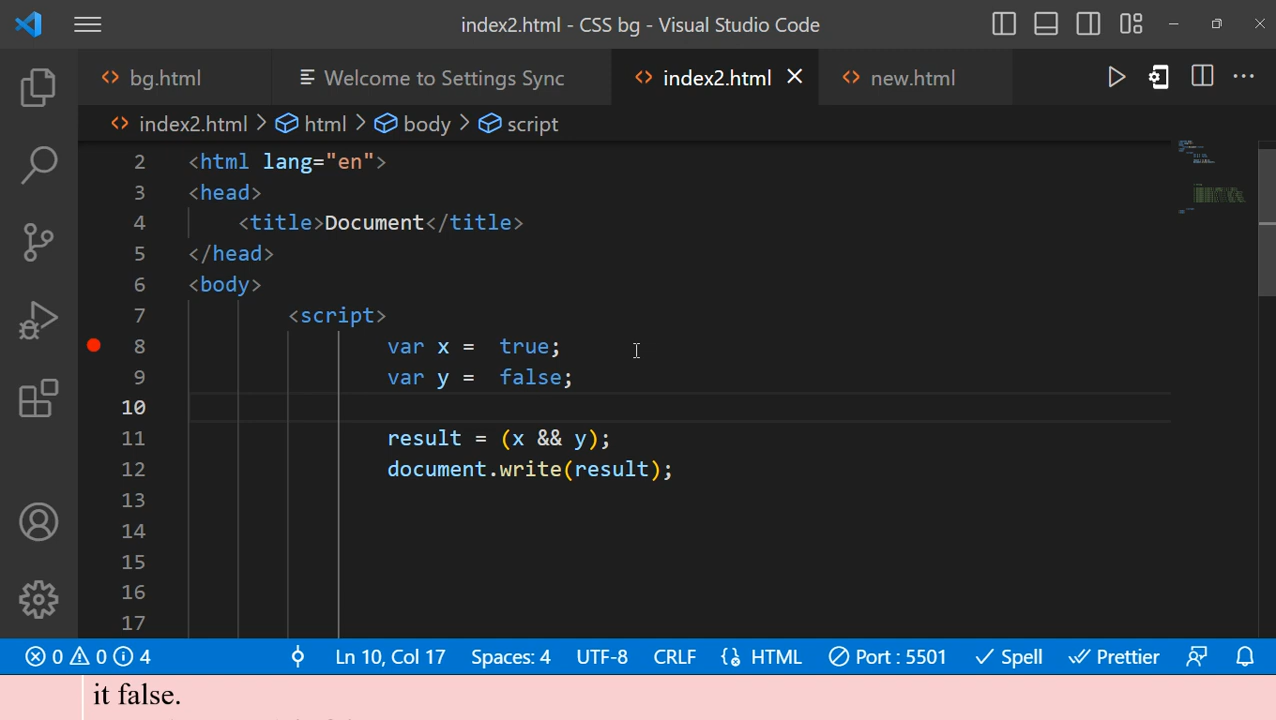 index2.html - CSS bg - Visual Studio Code
bg.html Welcome to Settings Sync index2.html new.html
index2.html > html > body > script
2 <html lang="en">
3 <head>
4 <title>Document</title>
5 </head>
6 <body>
7 <script>
8 var x = true;
9 var y = false;
10
11 result = (x && y);
12 document.write(result);
13
14
15
16
17
0 0 4 Ln 10, Col 17 Spaces: 4 UTF-8 CRLF HTML Port : 5501 Spell Prettier
it false.